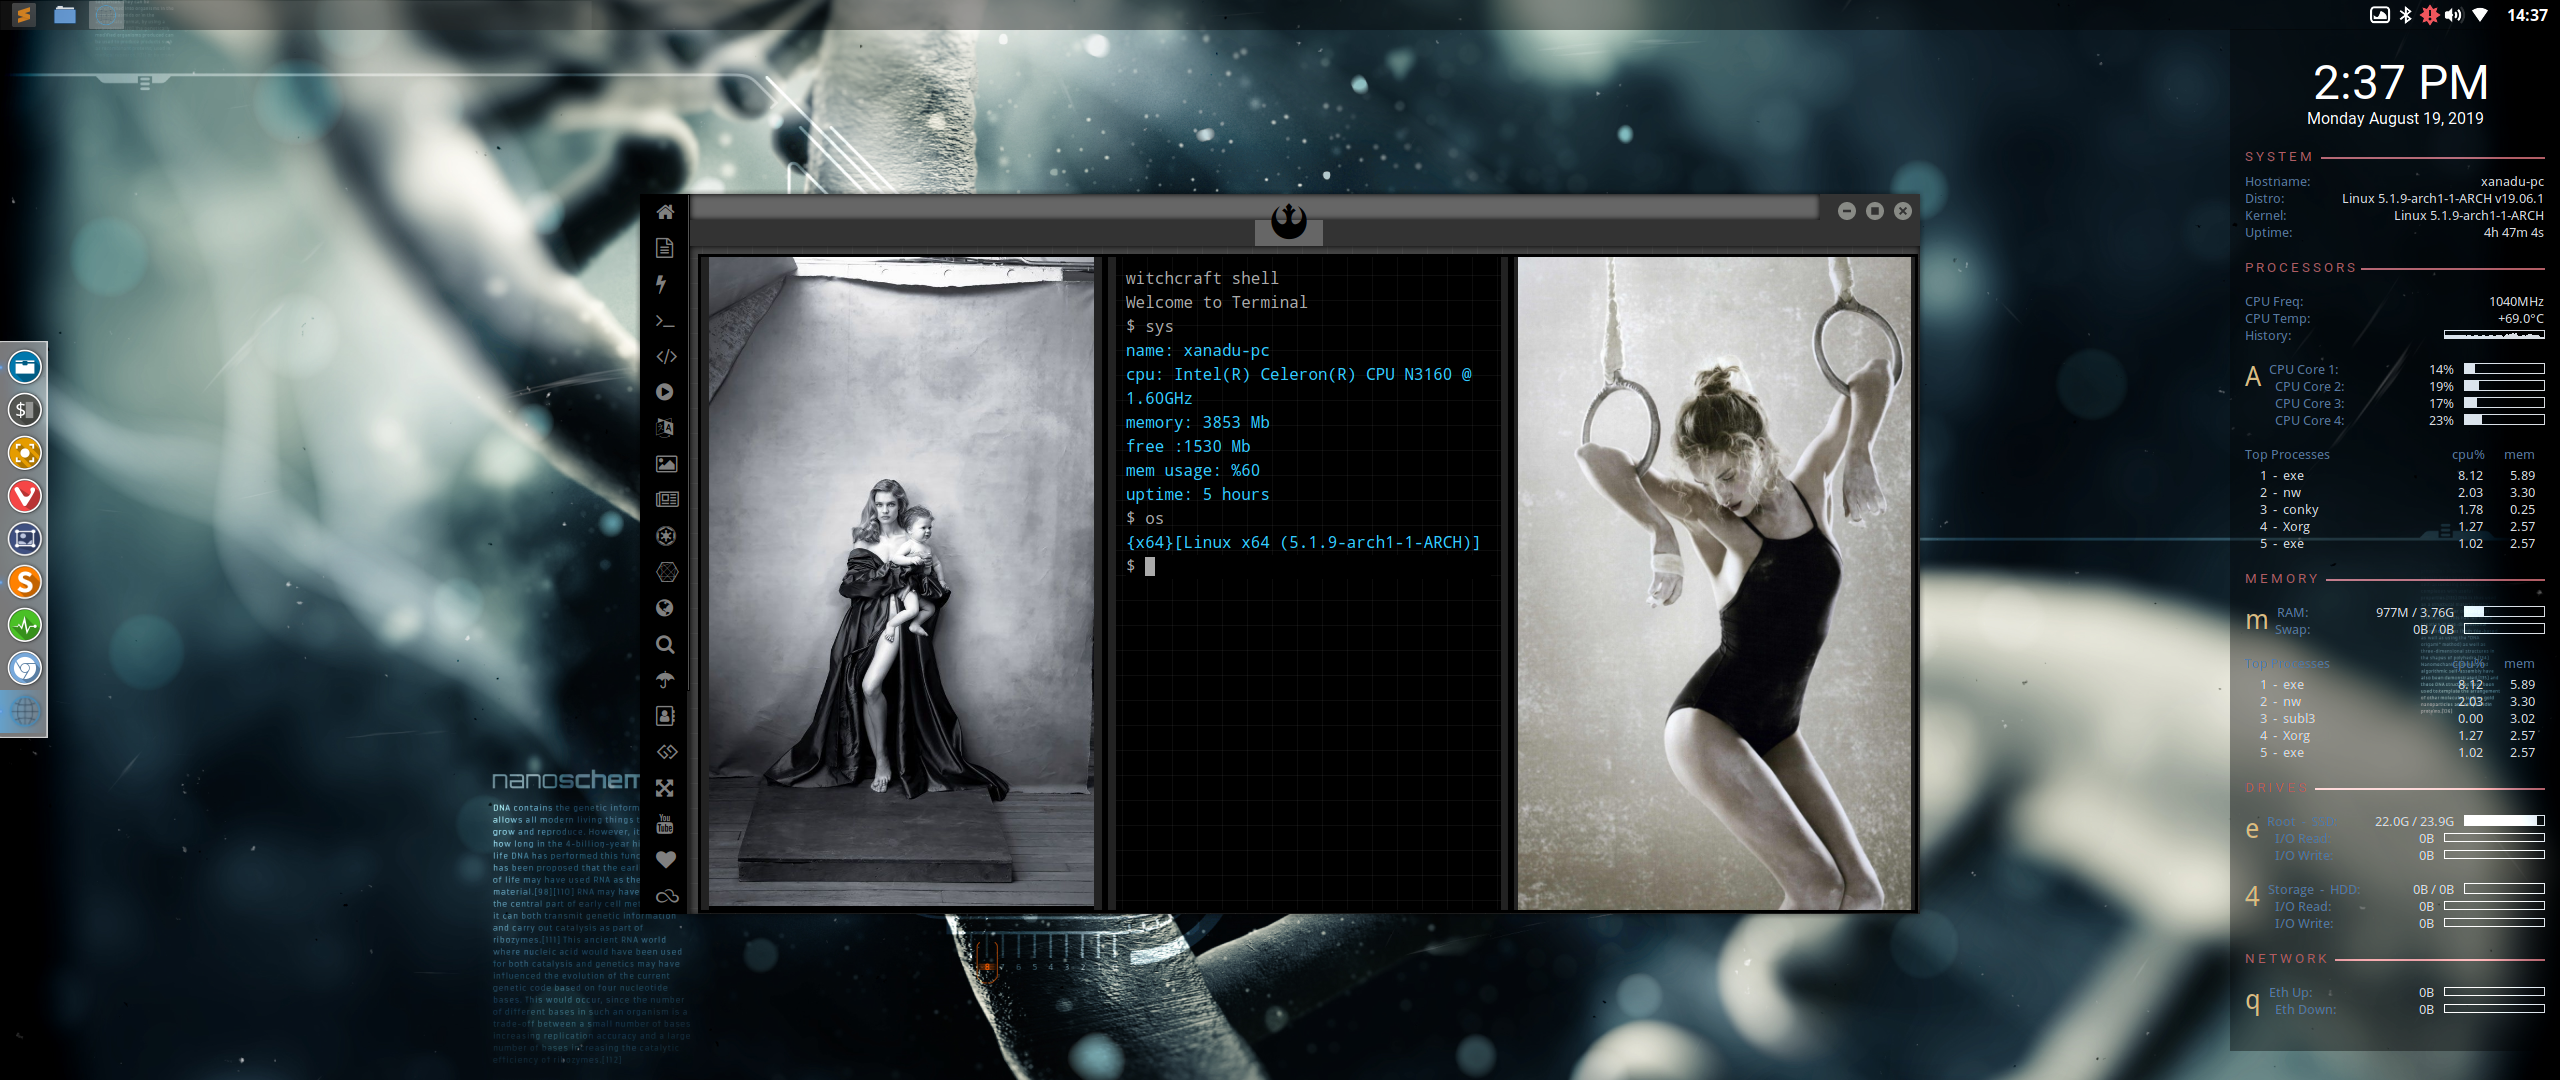 14:37
2:37 PM
Monday August 19, 2019
SYSTEM
Hostname: xanadu-pc
Distro: Linux 5.1.9-arch1-1-ARCH v19.06.1
Kernel: Linux 5.1.9-arch1-1-ARCH
Uptime: 4h 47m 4s
PROCESSORS
CPU Freq: 1040MHz
CPU Temp: +69.0°C
History:
A CPU Core 1: 14%
CPU Core 2: 19%
CPU Core 3: 17%
CPU Core 4: 23%
Top Processes cpu% mem
1 - exe 8.12 5.89
2 - nw 2.03 3.30
3 - conky 1.78 0.25
4 - Xorg 1.27 2.57
5 - exe 1.02 2.57
MEMORY
m RAM: 977M / 3.76G
Swap: 0B / 0B
Top Processes cpu% mem
1 - exe 8.12 5.89
2 - nw 2.03 3.30
3 - subl3 0.00 3.02
4 - Xorg 1.27 2.57
5 - exe 1.02 2.57
DRIVES
e Root 22.0G / 23.9G
I/O Read: 0B
I/O Write: 0B
4 Storage - HDD: 0B / 0B
I/O Read: 0B
I/O Write: 0B
NETWORK
q Eth Up: 0B
Eth Down: 0B
witchcraft shell
Welcome to Terminal
$ sys
name: xanadu-pc
cpu: Intel(R) Celeron(R) CPU N3160 @
1.60GHz
memory: 3853 Mb
free :1530 Mb
mem usage: %60
uptime: 5 hours
$ os
{x64}[Linux x64 (5.1.9-arch1-1-ARCH)]
$
You
Tube
nanoschem
DNA contains the genetic inform
allows all modern living things t
grow and reproduce. However, it
how long in the 4-billion-year hi
life DNA has performed this func
has been proposed that the earl
of life may have used RNA as the
material.[98][110] RNA may have
the central part of early cell met
it can both transmit genetic information
and carry out catalysis as part of
ribozymes.[111] This ancient RNA world
where nucleic acid would have been used
for both catalysis and genetics may have
influenced the evolution of the current
genetic code based on four nucleotide
bases. This would occur, since the number
of different bases in such an organism is a
trade-off between a small number of bases
increasing replication accuracy and a large
number of bases increasing the catalytic
efficiency of ribozymes.[112]
8 7 6 5 4 3